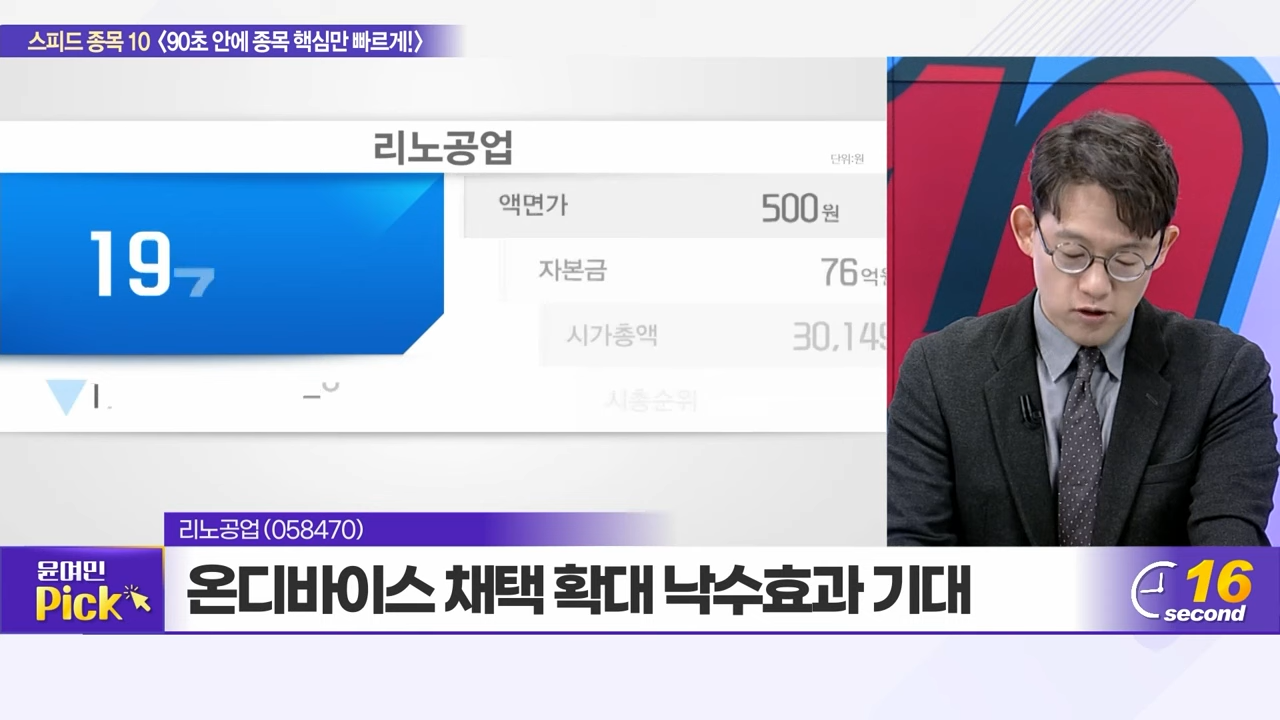 스피드 종목 10 〈90초 안에 종목 핵심만 빠르게!〉
리노공업
단위:원
19
액면가 500원
자본금 76억
시가총액 30,149
시총순위
리노공업(058470)
윤여민
Pick
온디바이스 채택 확대 낙수효과 기대
16
second